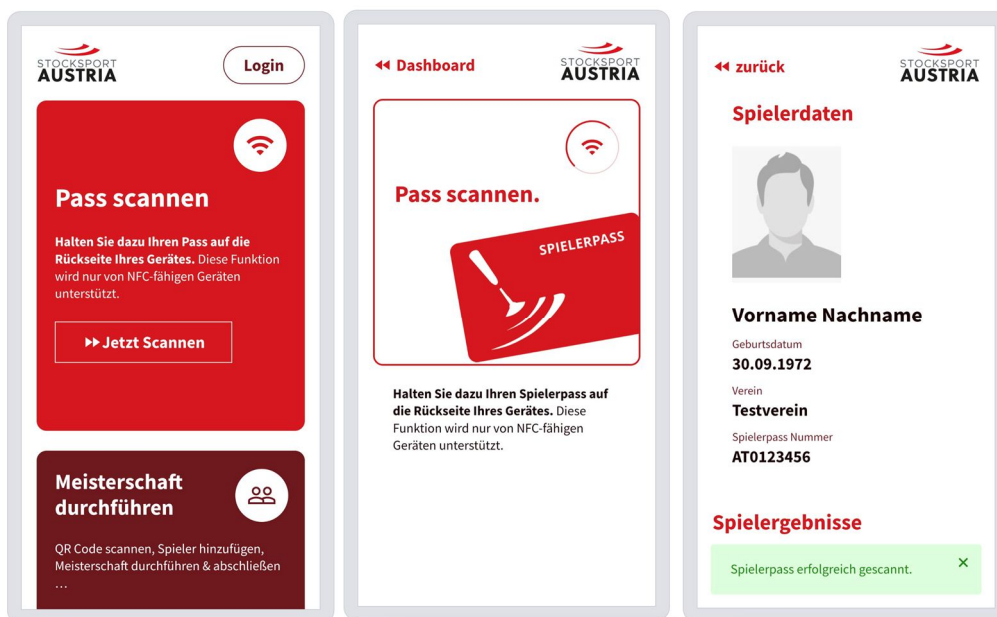 STOCKSPORT
AUSTRIA
Login
Pass scannen
Halten Sie dazu Ihren Pass auf die
Rückseite Ihres Gerätes. Diese Funktion
wird nur von NFC-fähigen Geräten
unterstützt.
Jetzt Scannen
Meisterschaft
durchführen
QR Code scannen, Spieler hinzufügen,
Meisterschaft durchführen & abschließen
…
Dashboard
STOCKSPORT
AUSTRIA
Pass scannen.
SPIELERPASS
Halten Sie dazu Ihren Spielerpass auf
die Rückseite Ihres Gerätes. Diese
Funktion wird nur von NFC-fähigen
Geräten unterstützt.
zurück
STOCKSPORT
AUSTRIA
Spielerdaten
Vorname Nachname
Geburtsdatum
30.09.1972
Verein
Testverein
Spielerpass Nummer
AT0123456
Spielergebnisse
Spielerpass erfolgreich gescannt.